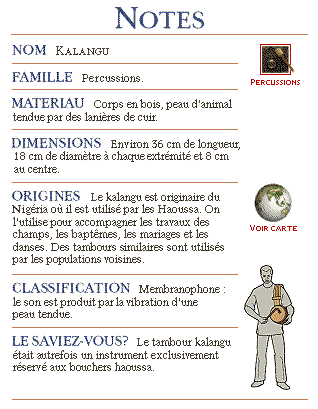 NOTES
NOM KALANGU
FAMILLE Percussions.
PERCUSSIONS
MATERIAU Corps en bois, peau d'animal
tendue par des lanières de cuir.
DIMENSIONS Environ 36 cm de longueur,
18 cm de diamètre à chaque extrémité et 8 cm
au centre.
ORIGINES Le kalangu est originaire du
Nigéria où il est utilisé par les Haoussa. On
l'utilise pour accompagner les travaux des
champs, les baptêmes, les mariages et les
danses. Des tambours similaires sont utilisés
par les populations voisines.
VOIR CARTE
CLASSIFICATION Membranophone :
le son est produit par la vibration d'une
peau tendue.
LE SAVIEZ-VOUS? Le tambour kalangu
était autrefois un instrument exclusivement
réservé aux bouchers haoussa.